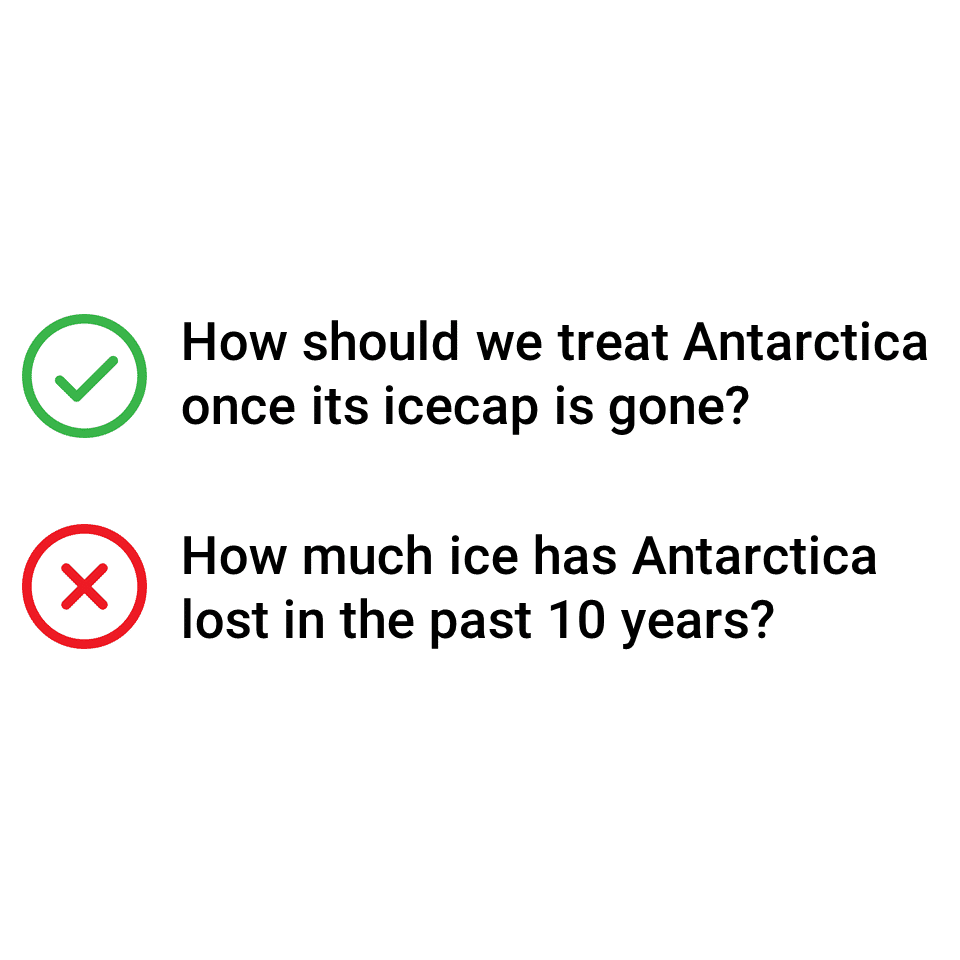 How should we treat Antarctica
once its icecap is gone?
How much ice has Antarctica
lost in the past 10 years?